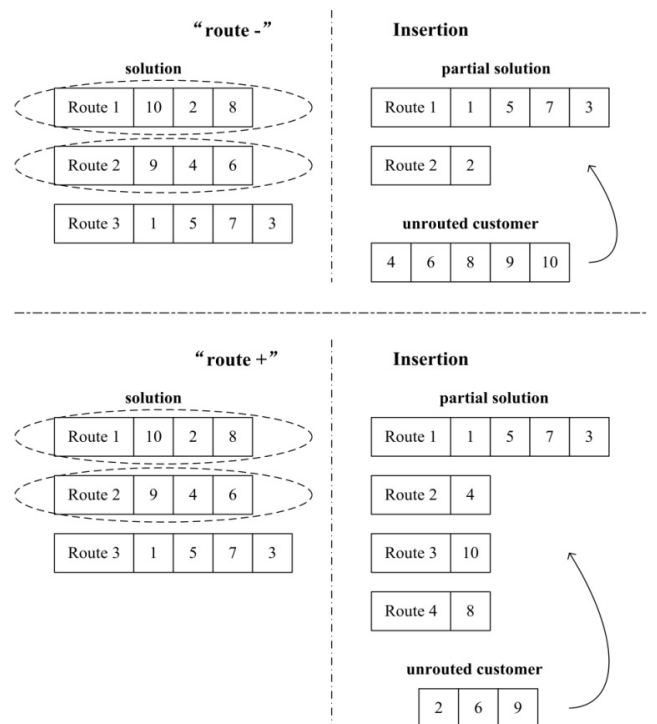 “route -”
solution
Route 1 10 2 8
Route 2 9 4 6
Route 3 1 5 7 3
Insertion
partial solution
Route 1 1 5 7 3
Route 2 2
unrouted customer
4 6 8 9 10
“route +”
solution
Route 1 10 2 8
Route 2 9 4 6
Route 3 1 5 7 3
Insertion
partial solution
Route 1 1 5 7 3
Route 2 4
Route 3 10
Route 4 8
unrouted customer
2 6 9